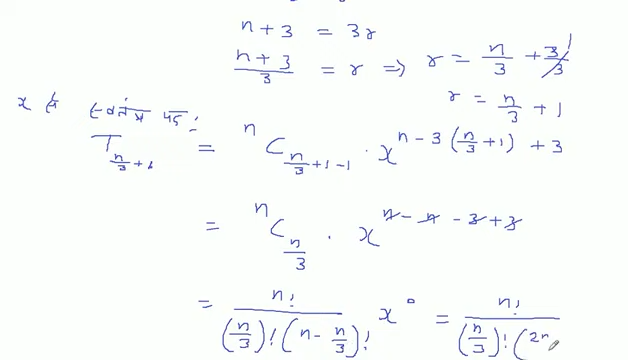 n + 3 = 3r
(n + 3)/3 = r ⇒ r = n/3 + 3/3 1
r = n/3 + 1
x से स्वतंत्र पद :
T_{n/3 + 1} = ⁿC_{n/3 + 1 - 1} · x^{n - 3(n/3 + 1) + 3}
= ⁿC_{n/3} · x^{n - n - 3 + 3}
= n!/((n/3)! (n - n/3)!) x° = n!/((n/3)! (2n